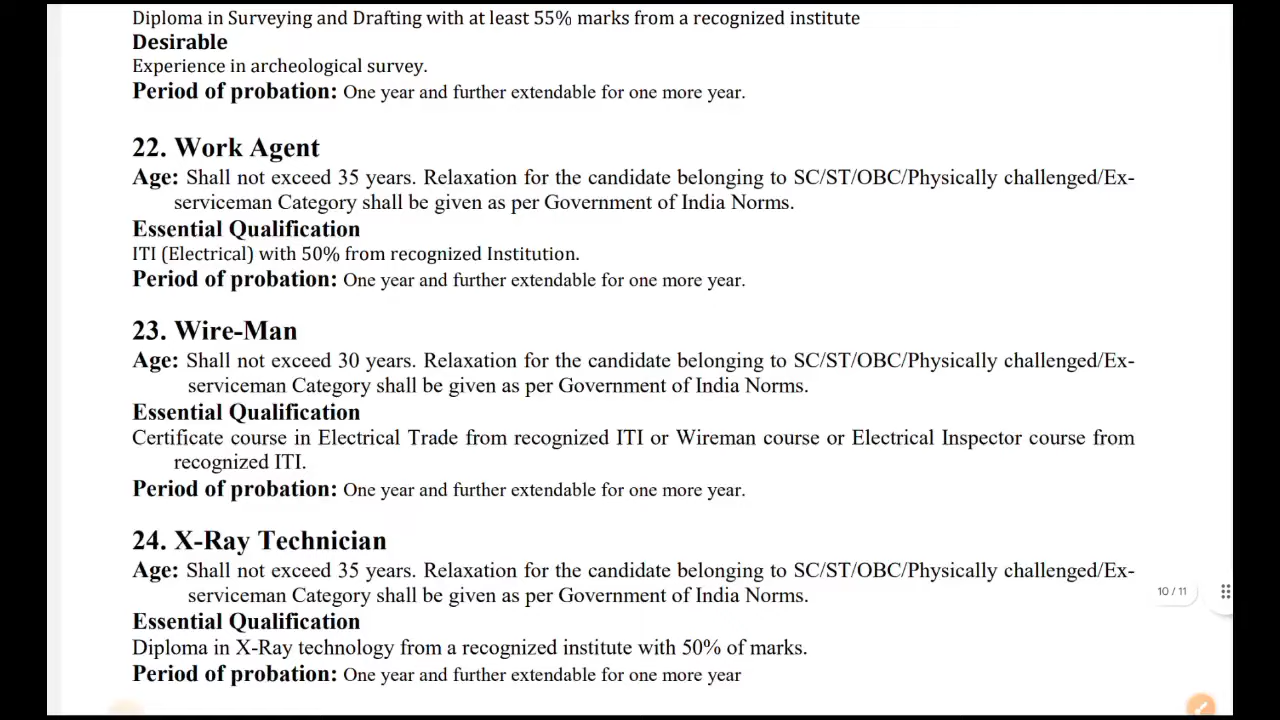 Diploma in Surveying and Drafting with at least 55% marks from a recognized institute
Desirable
Experience in archeological survey.
Period of probation: One year and further extendable for one more year.
22. Work Agent
Age: Shall not exceed 35 years. Relaxation for the candidate belonging to SC/ST/OBC/Physically challenged/Ex-
serviceman Category shall be given as per Government of India Norms.
Essential Qualification
ITI (Electrical) with 50% from recognized Institution.
Period of probation: One year and further extendable for one more year.
23. Wire-Man
Age: Shall not exceed 30 years. Relaxation for the candidate belonging to SC/ST/OBC/Physically challenged/Ex-
serviceman Category shall be given as per Government of India Norms.
Essential Qualification
Certificate course in Electrical Trade from recognized ITI or Wireman course or Electrical Inspector course from
recognized ITI.
Period of probation: One year and further extendable for one more year.
24. X-Ray Technician
Age: Shall not exceed 35 years. Relaxation for the candidate belonging to SC/ST/OBC/Physically challenged/Ex-
serviceman Category shall be given as per Government of India Norms.
10 / 11
Essential Qualification
Diploma in X-Ray technology from a recognized institute with 50% of marks.
Period of probation: One year and further extendable for one more year